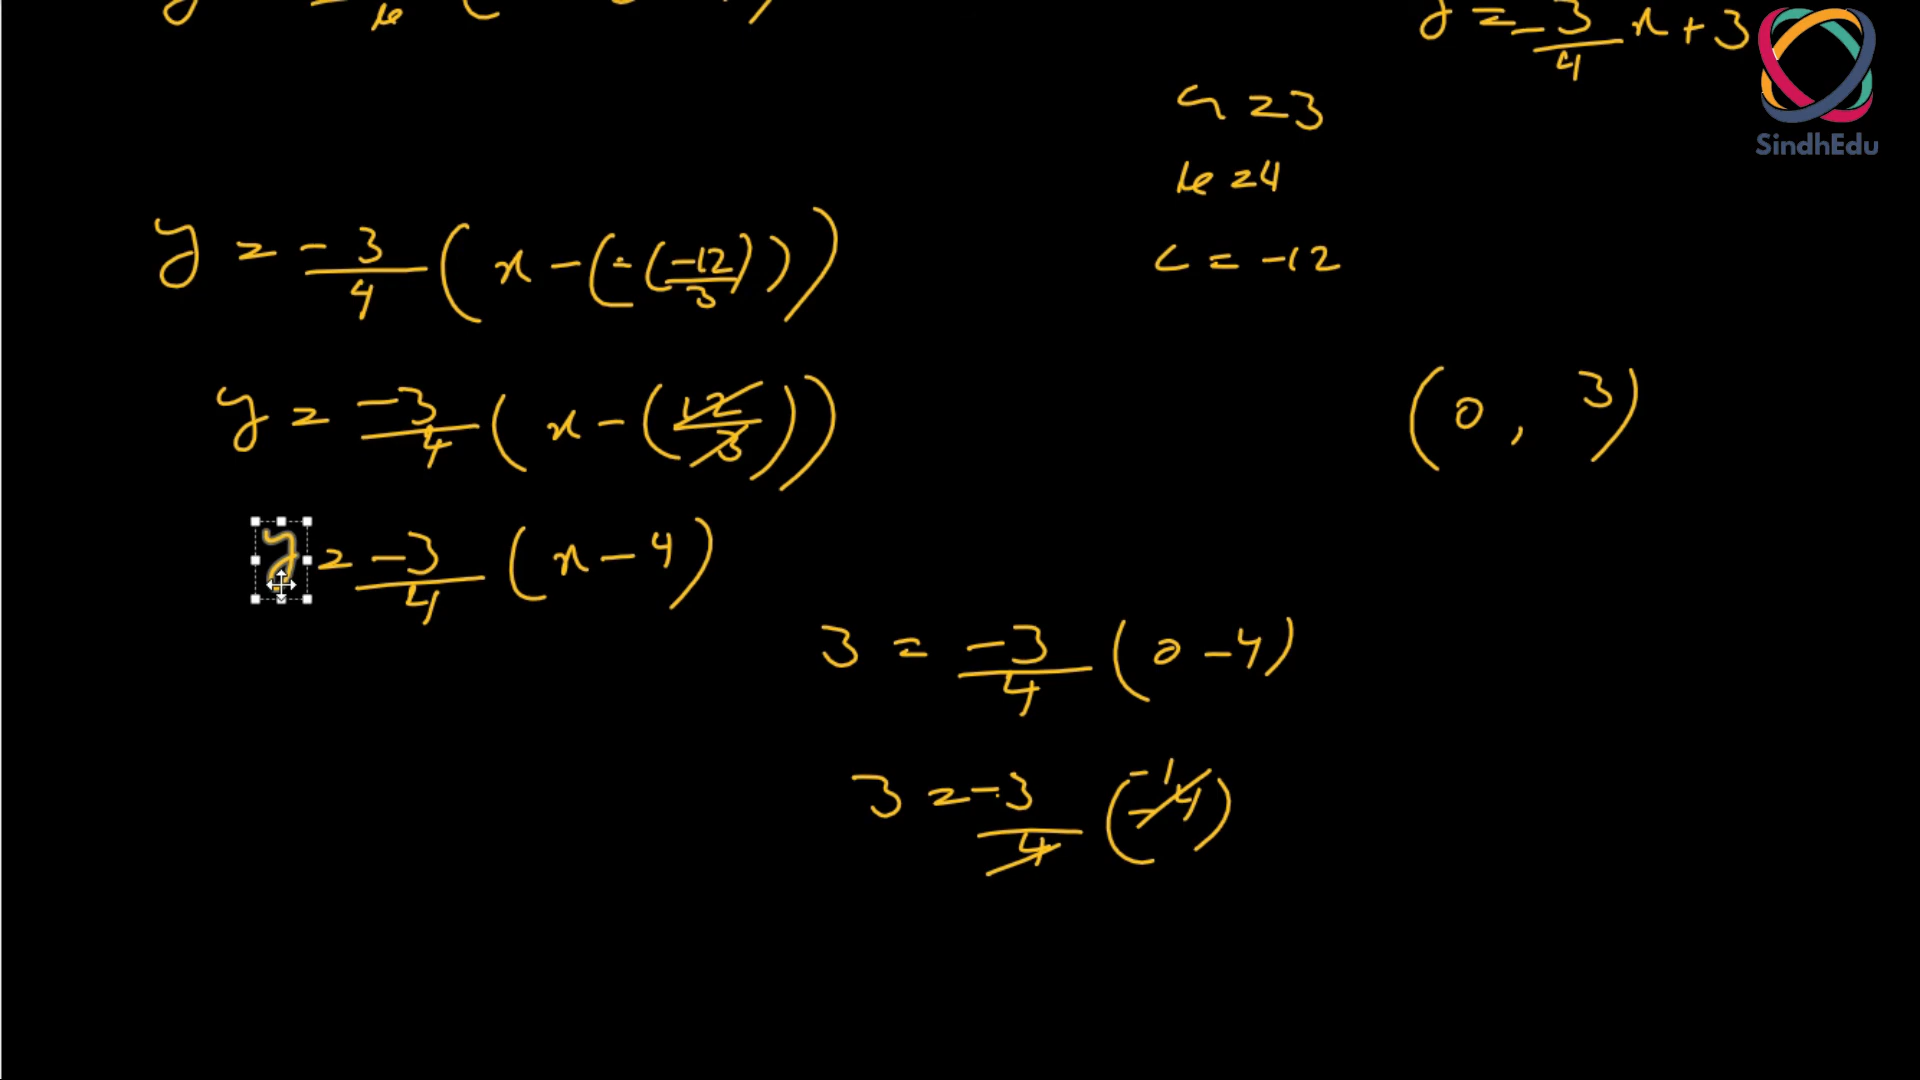 y = -3/4 x + 3
SindhEdu
a = 3
b = 4
c = -12
y = -3/4 (x - (-(-12/3)))
y = -3/4 (x - (12/3))
(0, 3)
y = -3/4 (x - 4)
3 = -3/4 (0 - 4)
3 = -3/4 (-4) -1